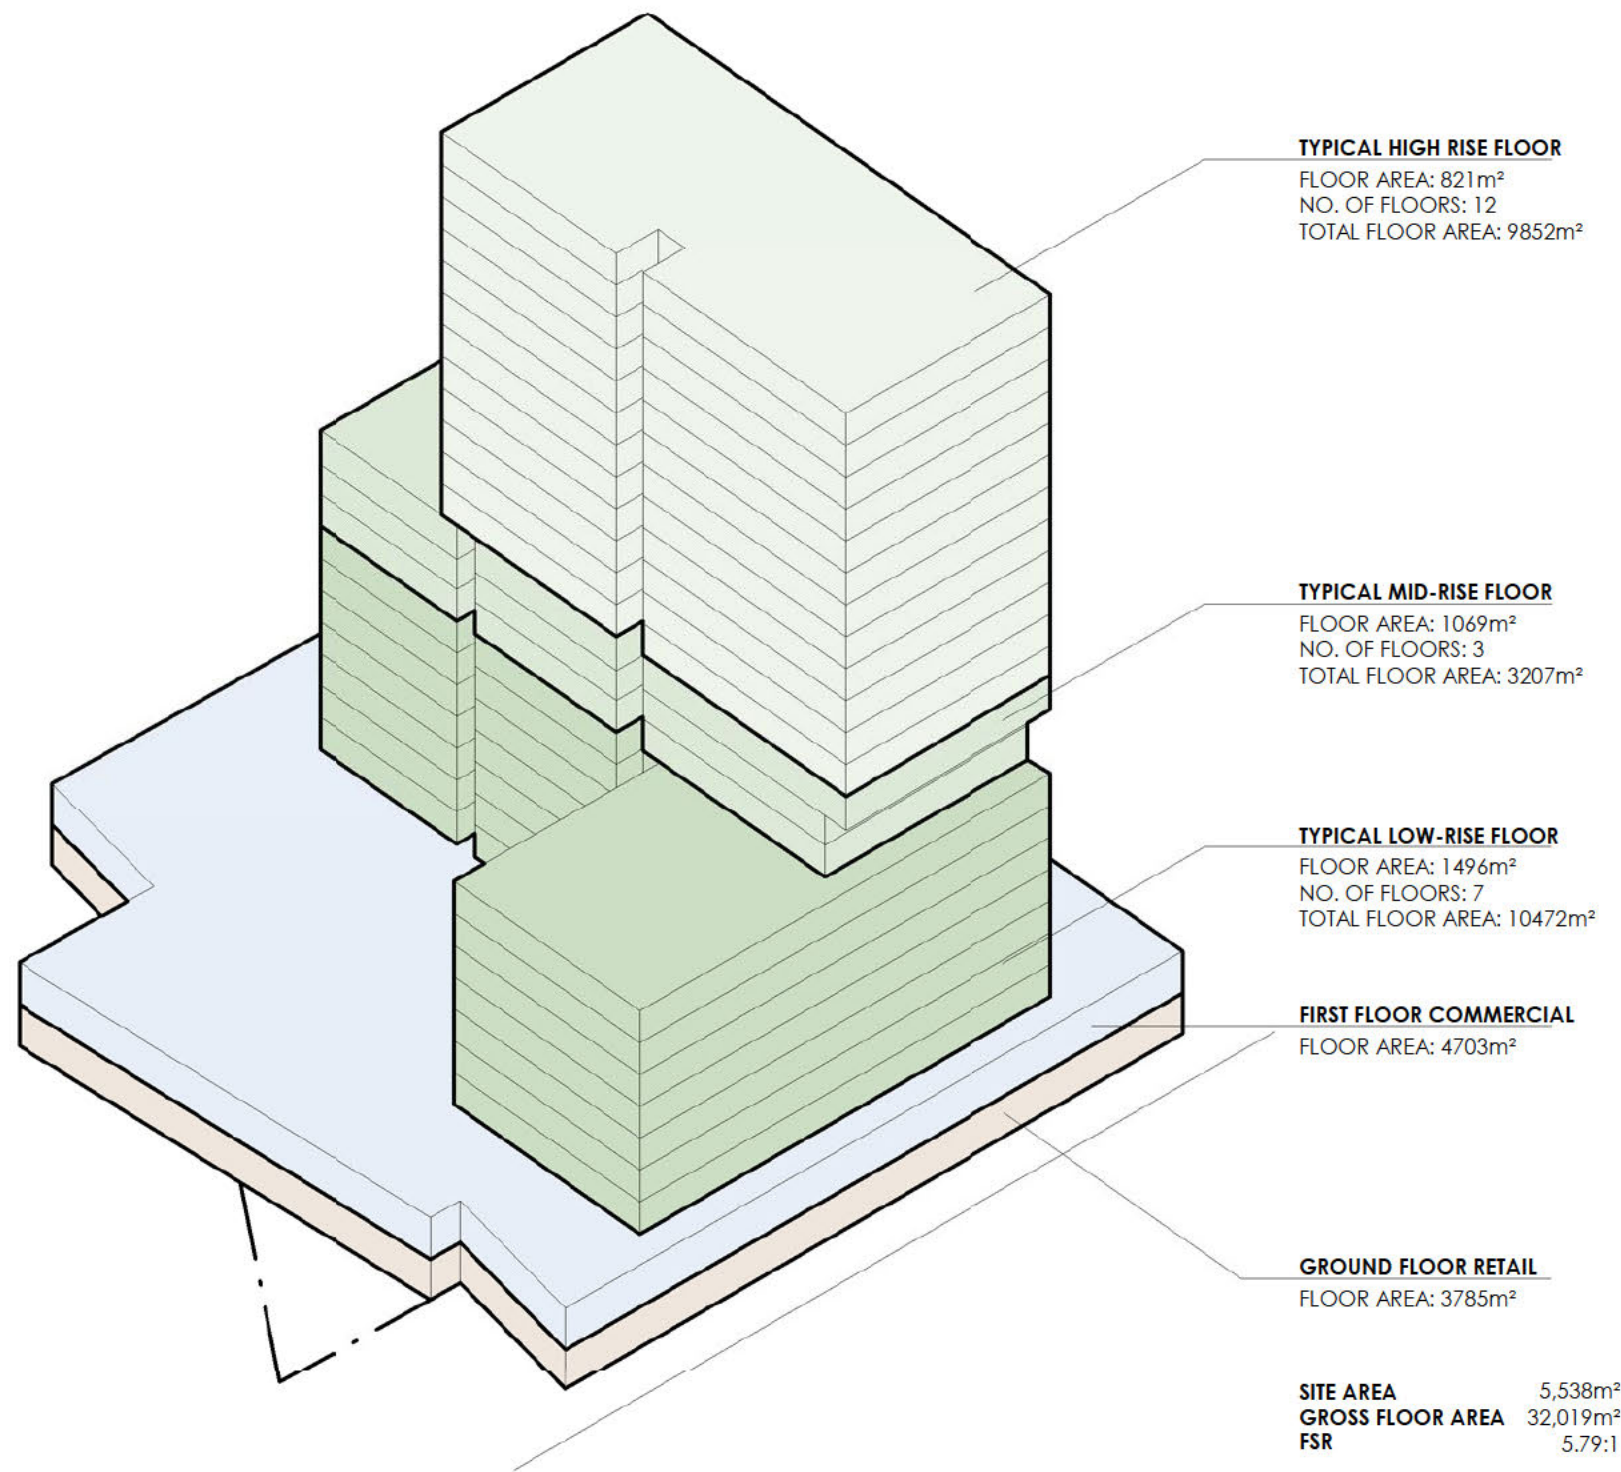 TYPICAL HIGH RISE FLOOR
FLOOR AREA: 821m²
NO. OF FLOORS: 12
TOTAL FLOOR AREA: 9852m²
TYPICAL MID-RISE FLOOR
FLOOR AREA: 1069m²
NO. OF FLOORS: 3
TOTAL FLOOR AREA: 3207m²
TYPICAL LOW-RISE FLOOR
FLOOR AREA: 1496m²
NO. OF FLOORS: 7
TOTAL FLOOR AREA: 10472m²
FIRST FLOOR COMMERCIAL
FLOOR AREA: 4703m²
GROUND FLOOR RETAIL
FLOOR AREA: 3785m²
SITE AREA 5,538m²
GROSS FLOOR AREA 32,019m²
FSR 5.79:1